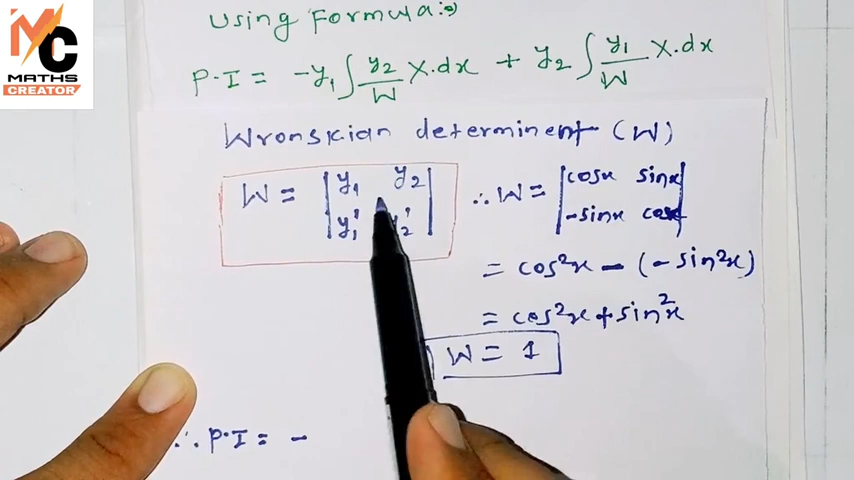 MC
MATHS
CREATOR
Using Formula:-
P.I = -y₁ ∫ y₂/W X.dx + y₂ ∫ y₁/W X.dx
Wronskian determinent (W)
W = | y₁ y₂ |
| y₁' y₂' |
∴ W = | cosx sinx |
| -sinx cosx |
= cos²x - (-sin²x)
= cos²x + sin²x
W = 1
∴ P.I = -